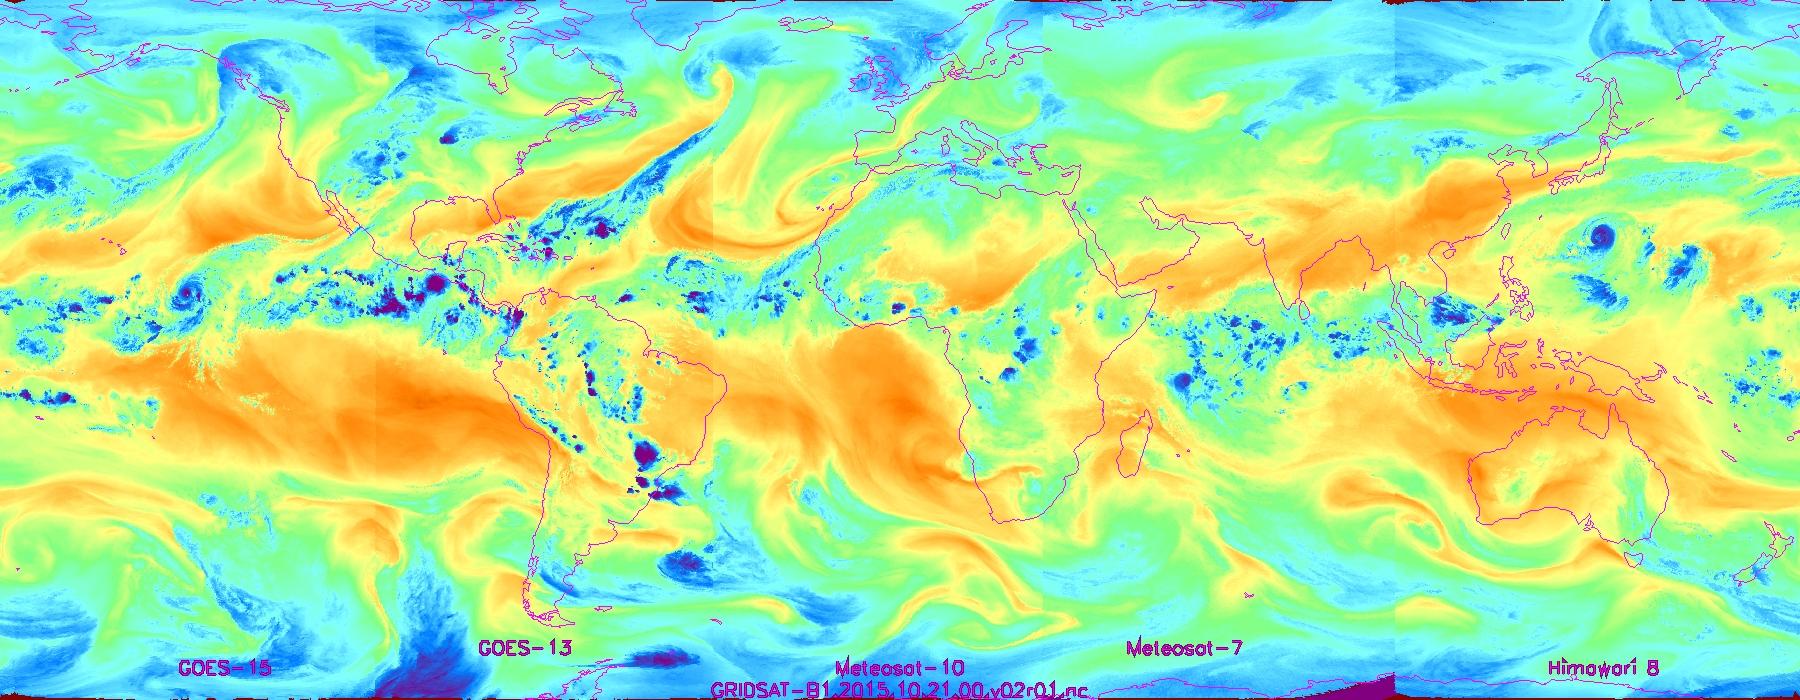 GOES-13
Meteosat-7
GOES-15
Meteosat-10
Himawari 8
GRIDSAT-B1.2015.10.21.00.v02r01.nc